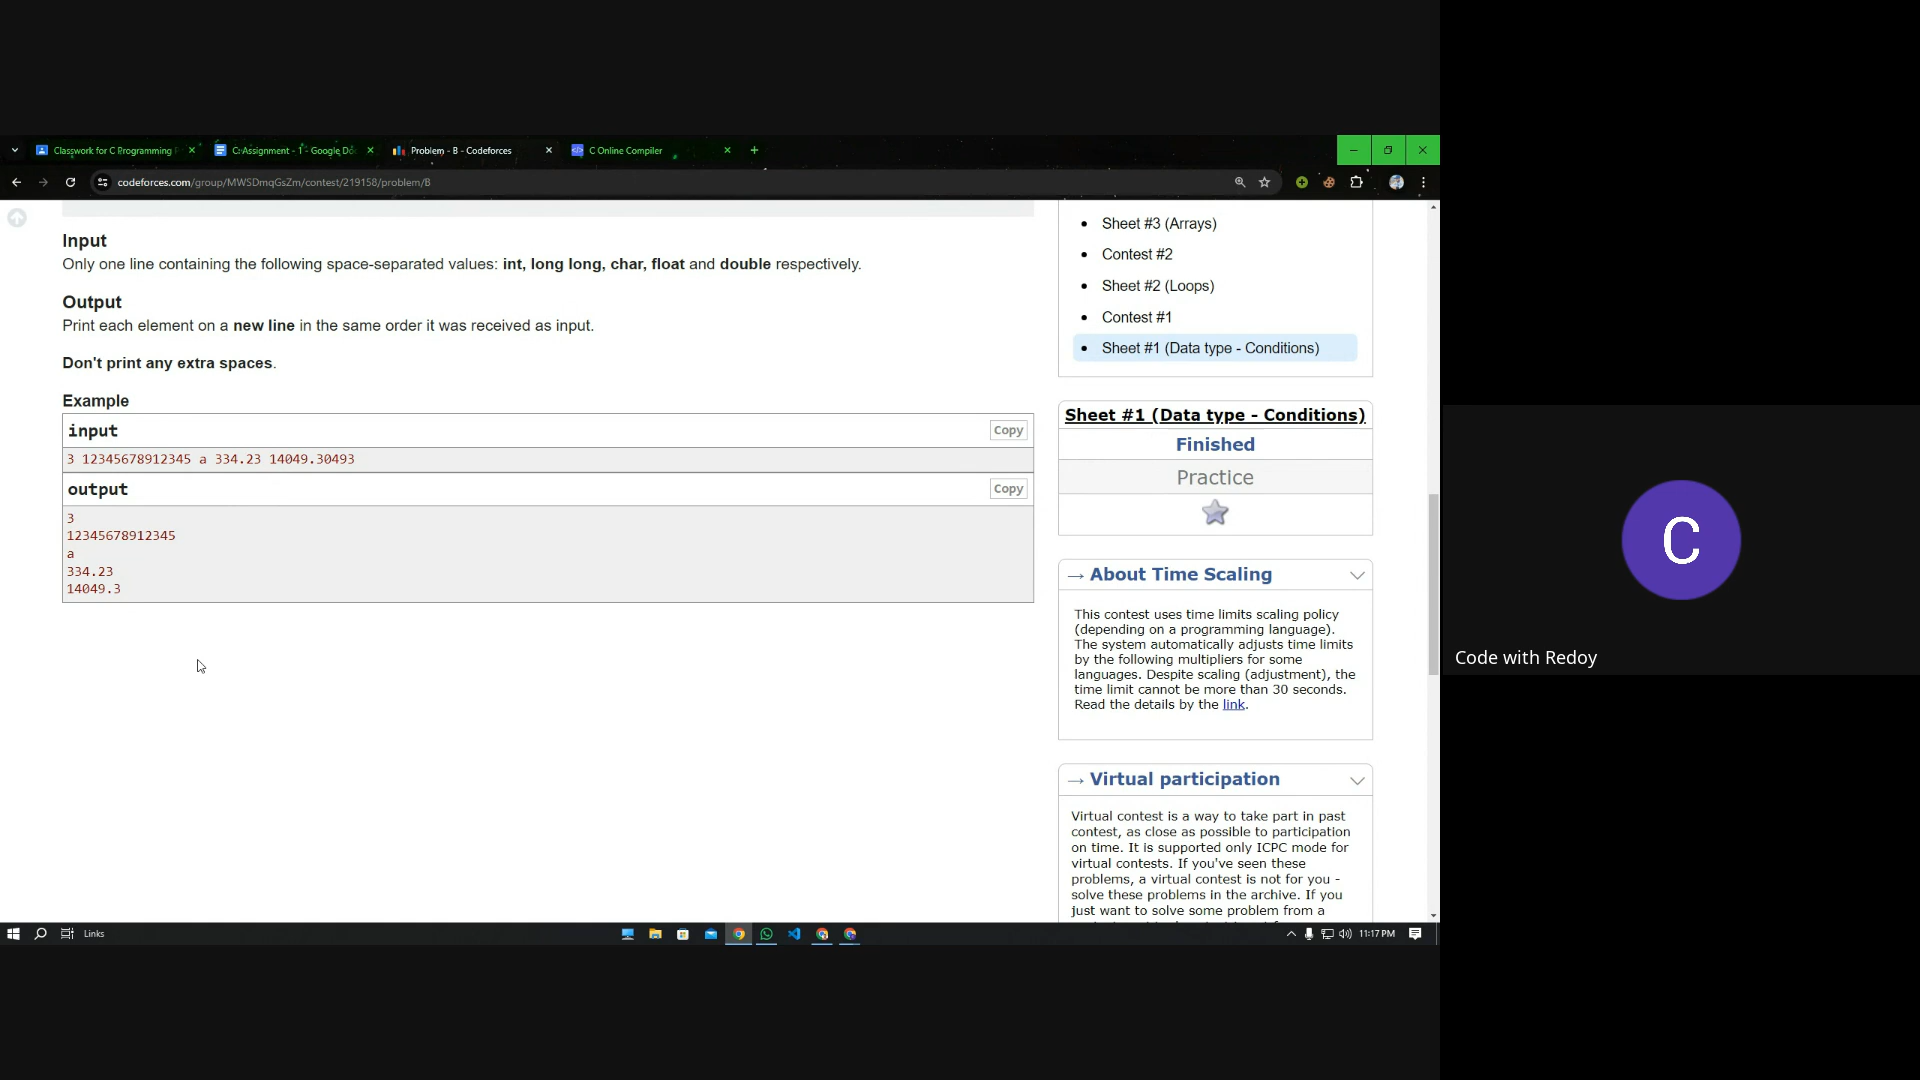 Classwork for C Programming
C Assignment - 1 - Google Do
Problem - B - Codeforces
C Online Compiler
codeforces.com/group/MWSDmqGsZm/contest/219158/problem/B
Input
Only one line containing the following space-separated values: int, long long, char, float and double respectively.
Output
Print each element on a new line in the same order it was received as input.
Don't print any extra spaces.
Example
input
Copy
3 12345678912345 a 334.23 14049.30493
output
Copy
3
12345678912345
a
334.23
14049.3
Sheet #3 (Arrays)
Contest #2
Sheet #2 (Loops)
Contest #1
Sheet #1 (Data type - Conditions)
Sheet #1 (Data type - Conditions)
Finished
Practice
→ About Time Scaling
This contest uses time limits scaling policy
(depending on a programming language).
The system automatically adjusts time limits
by the following multipliers for some
languages. Despite scaling (adjustment), the
time limit cannot be more than 30 seconds.
Read the details by the link.
→ Virtual participation
Virtual contest is a way to take part in past
contest, as close as possible to participation
on time. It is supported only ICPC mode for
virtual contests. If you've seen these
problems, a virtual contest is not for you -
solve these problems in the archive. If you
just want to solve some problem from a
C
Code with Redoy
Links
11:17 PM